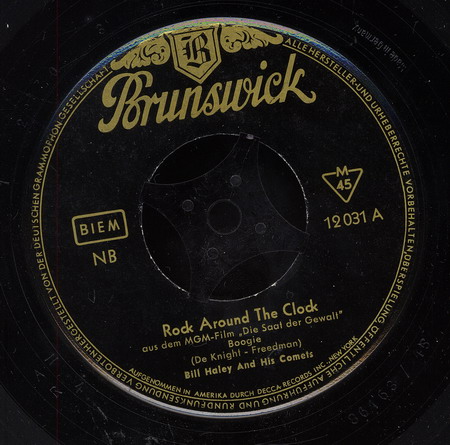 Brunswick
M
45
BIEM
NB
12 031 A
Rock Around The Clock
aus dem MGM-Film „Die Saat der Gewalt"
Boogie
(De Knight - Freedman)
Bill Haley And His Comets
AUFGENOMMEN IN AMERIKA DURCH DECCA RECORDS INC., NEW-YORK
HERGESTELLT VON DER DEUTSCHEN GRAMMOPHON GESELLSCHAFT
ALLE HERSTELLER- UND URHEBERRECHTE VORBEHALTEN
ÖFFENTLICHE AUFFÜHRUNG UND RUNDFUNKSENDUNG VERBOTEN